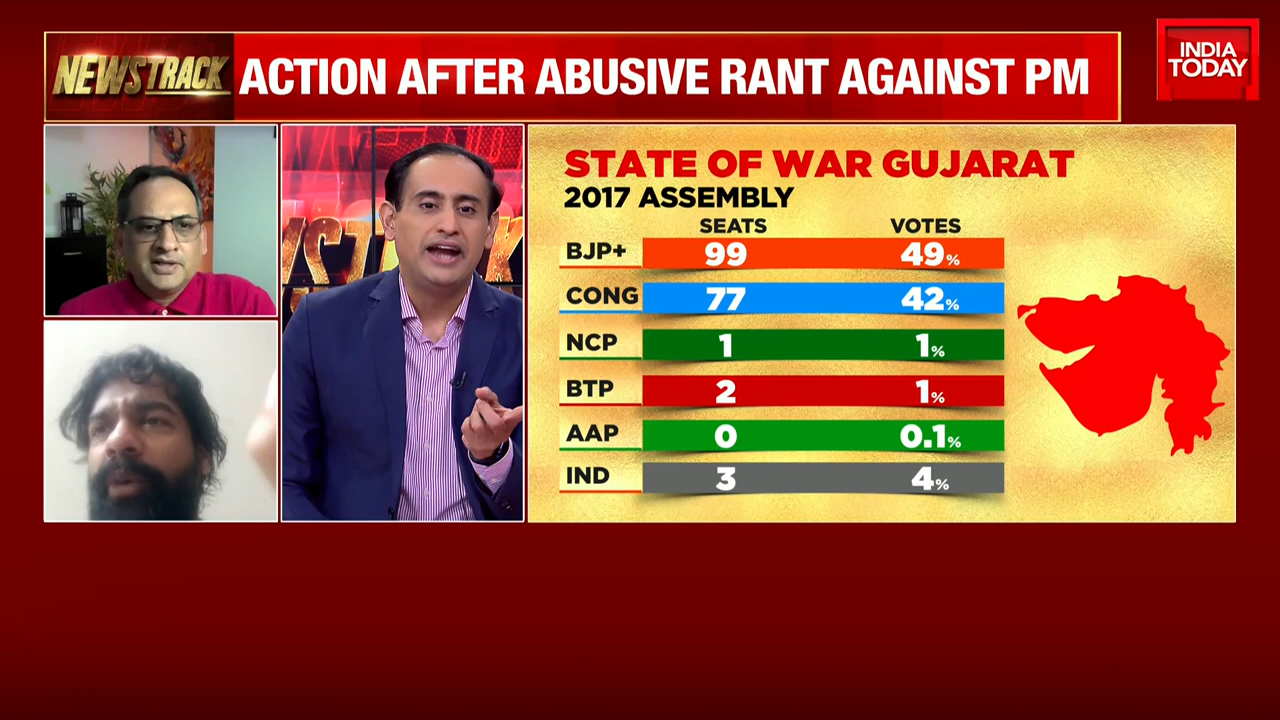 NEWSTRACK ACTION AFTER ABUSIVE RANT AGAINST PM
INDIA
TODAY
STATE OF WAR GUJARAT
2017 ASSEMBLY
SEATS VOTES
BJP+ 99 49%
CONG 77 42%
NCP 1 1%
BTP 2 1%
AAP 0 0.1%
IND 3 4%